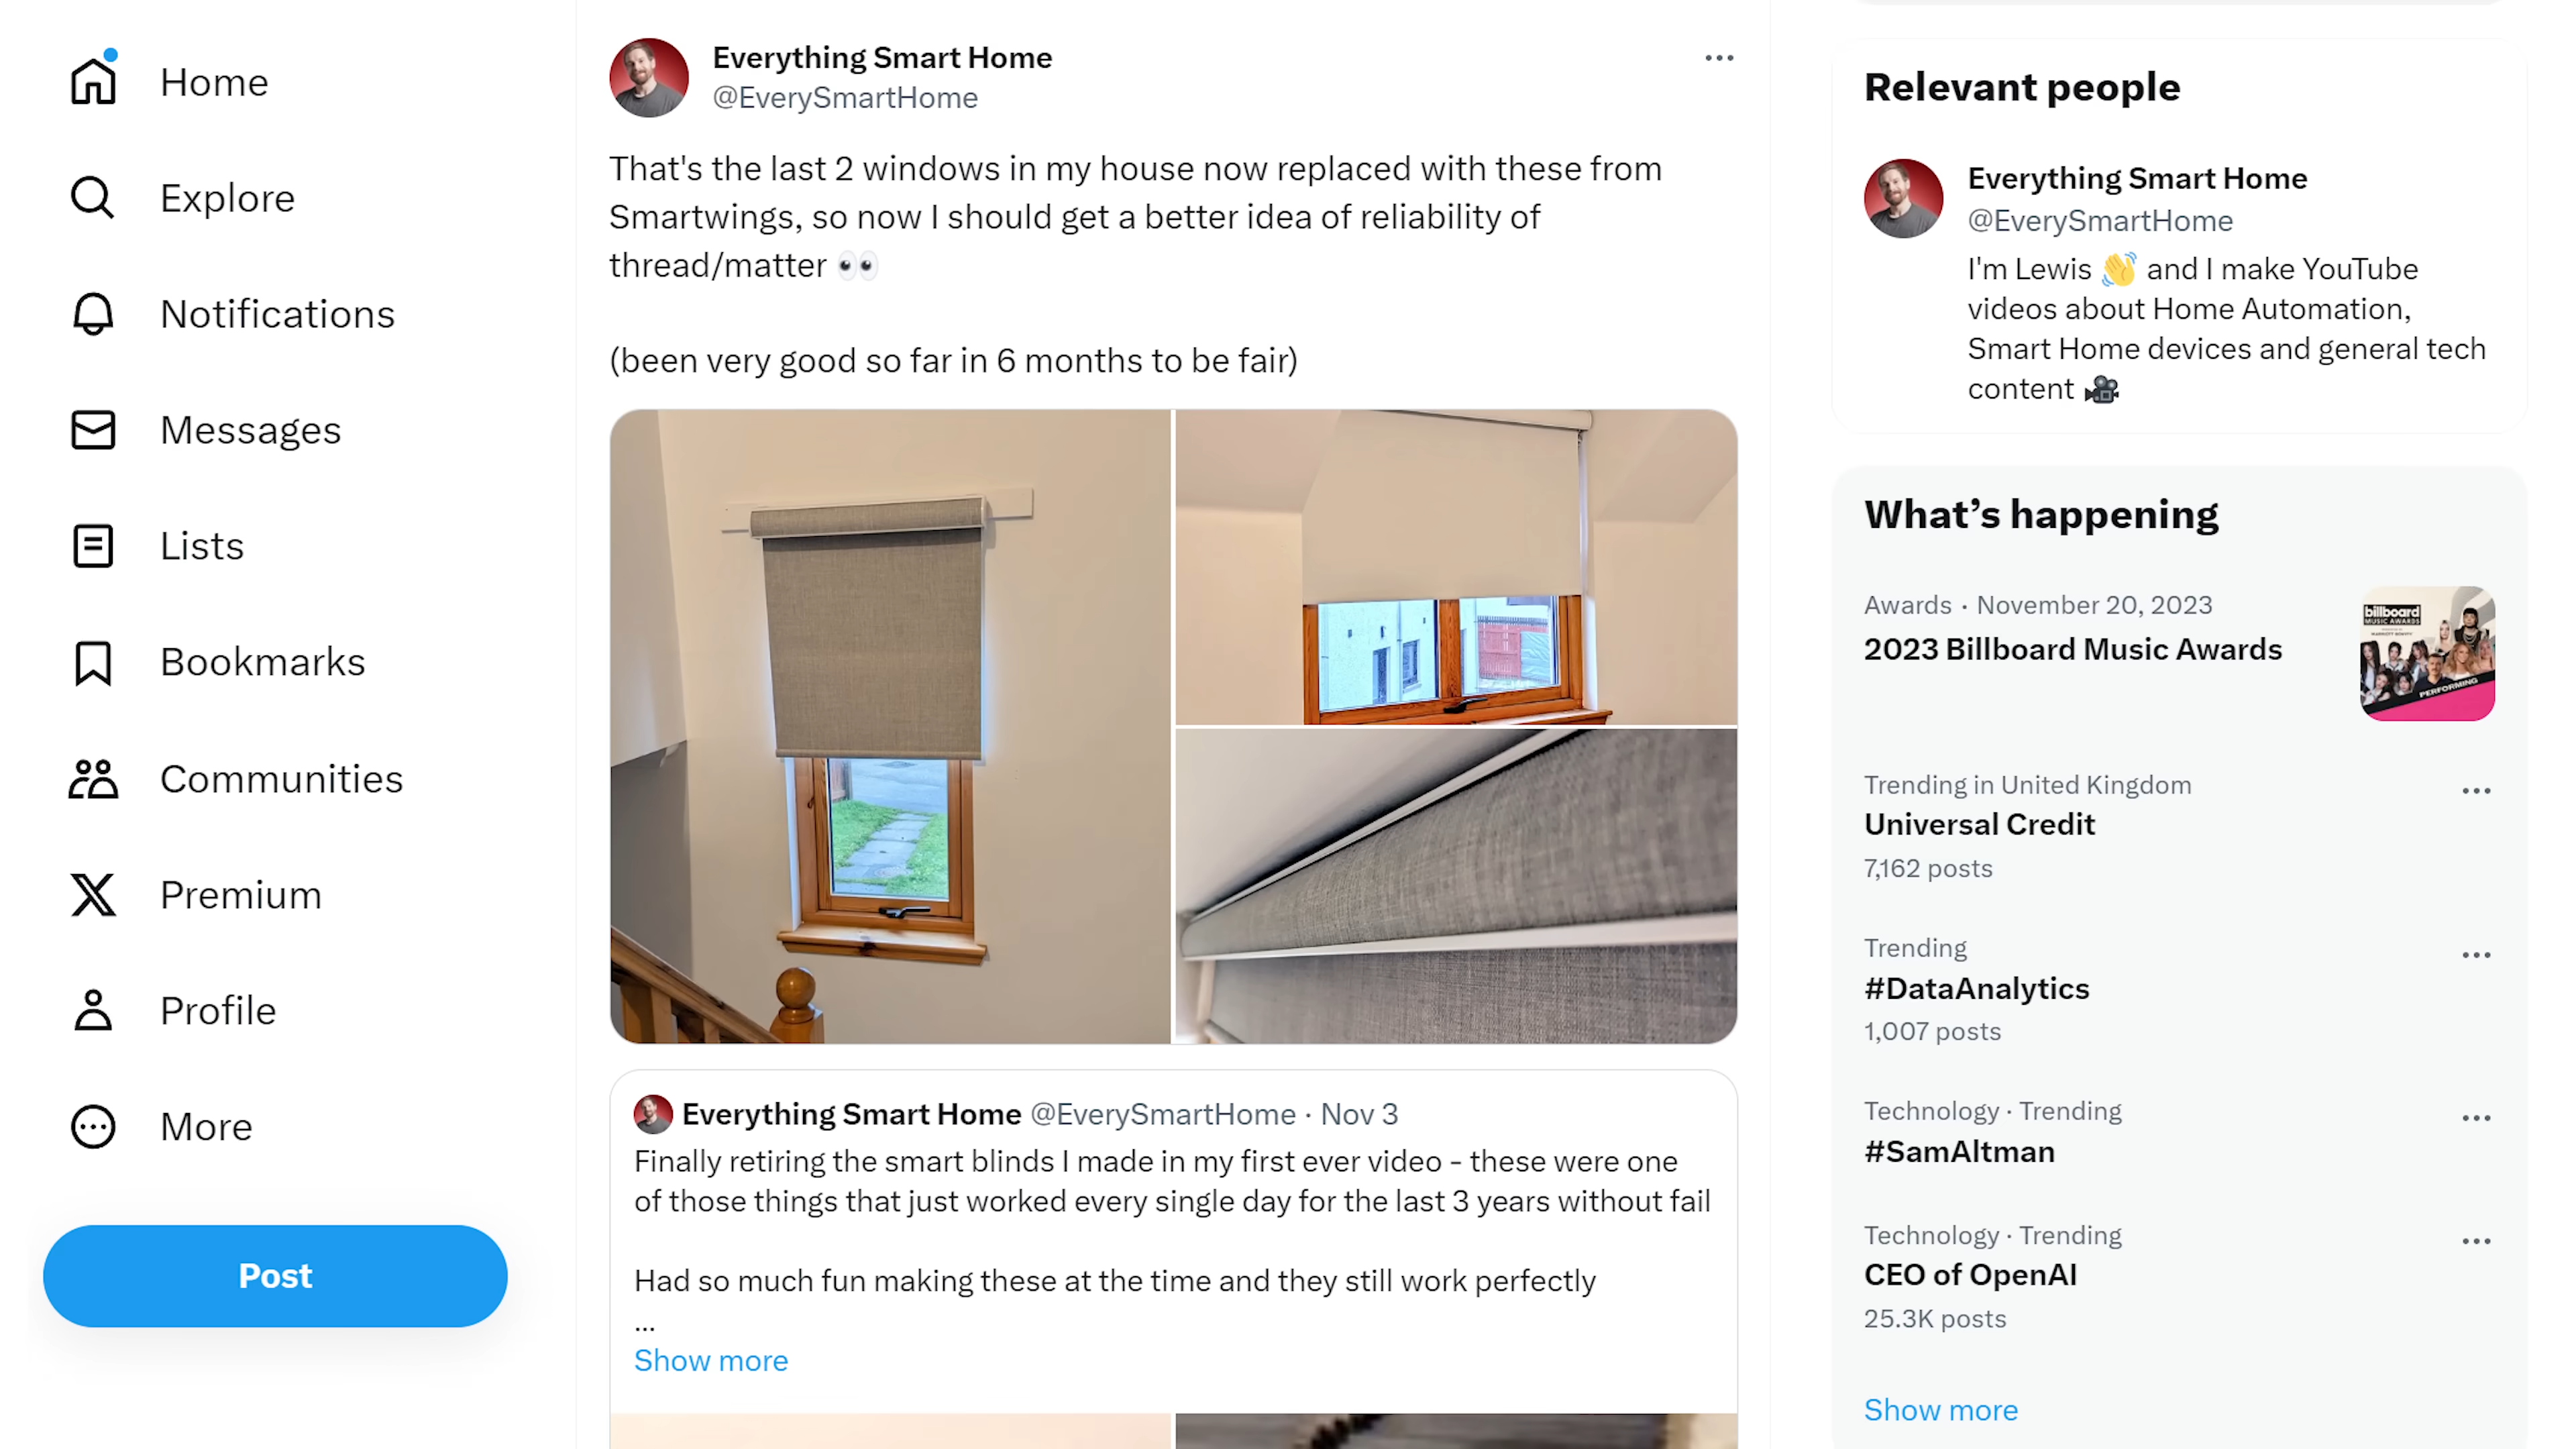 Home
Explore
Notifications
Messages
Lists
Bookmarks
Communities
Premium
Profile
More
Post
Everything Smart Home
@EverySmartHome
That's the last 2 windows in my house now replaced with these from
Smartwings, so now I should get a better idea of reliability of
thread/matter 👀
(been very good so far in 6 months to be fair)
Everything Smart Home @EverySmartHome · Nov 3
Finally retiring the smart blinds I made in my first ever video - these were one
of those things that just worked every single day for the last 3 years without fail
Had so much fun making these at the time and they still work perfectly
...
Show more
Relevant people
Everything Smart Home
@EverySmartHome
I'm Lewis 👋 and I make YouTube
videos about Home Automation,
Smart Home devices and general tech
content 🎥
What's happening
Awards · November 20, 2023
2023 Billboard Music Awards
billboard
MUSIC AWARDS
PERFORMING
Trending in United Kingdom
Universal Credit
7,162 posts
Trending
#DataAnalytics
1,007 posts
Technology · Trending
#SamAltman
Technology · Trending
CEO of OpenAI
25.3K posts
Show more